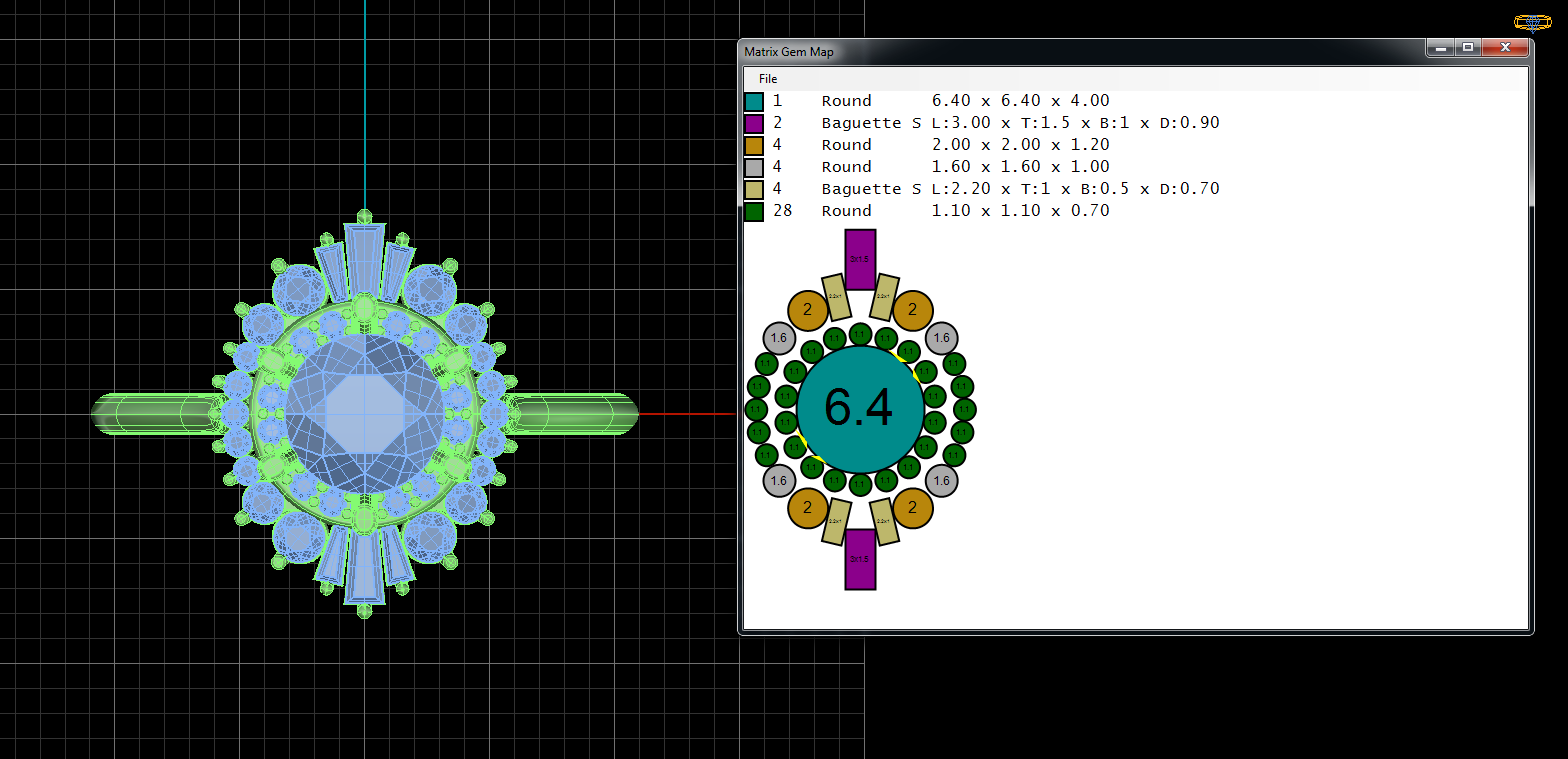 Matrix Gem Map
File
1 Round 6.40 x 6.40 x 4.00
2 Baguette S L:3.00 x T:1.5 x B:1 x D:0.90
4 Round 2.00 x 2.00 x 1.20
4 Round 1.60 x 1.60 x 1.00
4 Baguette S L:2.20 x T:1 x B:0.5 x D:0.70
28 Round 1.10 x 1.10 x 0.70
3x1.5
2.2x1 2.2x1
2 2
1.6 1.1 1.1 1.1 1.6
1.1 1.1
1.1 1.1 1.1 1.1
1.1 1.1 1.1 1.1
1.1 6.4 1.1
1.1 1.1 1.1 1.1
1.1 1.1 1.1 1.1
1.1 1.1
1.6 1.1 1.1 1.1 1.6
2 2
2.2x1 2.2x1
3x1.5